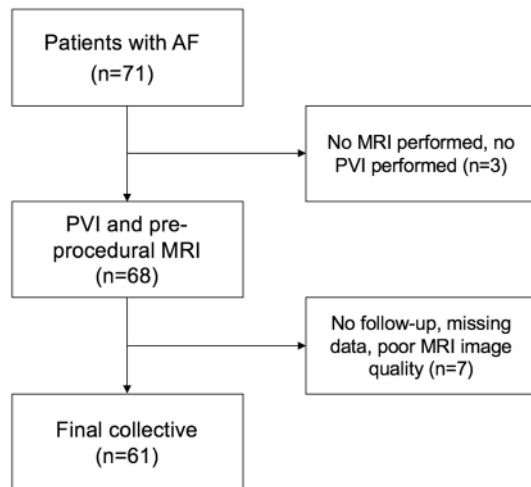 Patients with AF
(n=71)
No MRI performed, no
PVI performed (n=3)
PVI and pre-
procedural MRI
(n=68)
No follow-up, missing
data, poor MRI image
quality (n=7)
Final collective
(n=61)